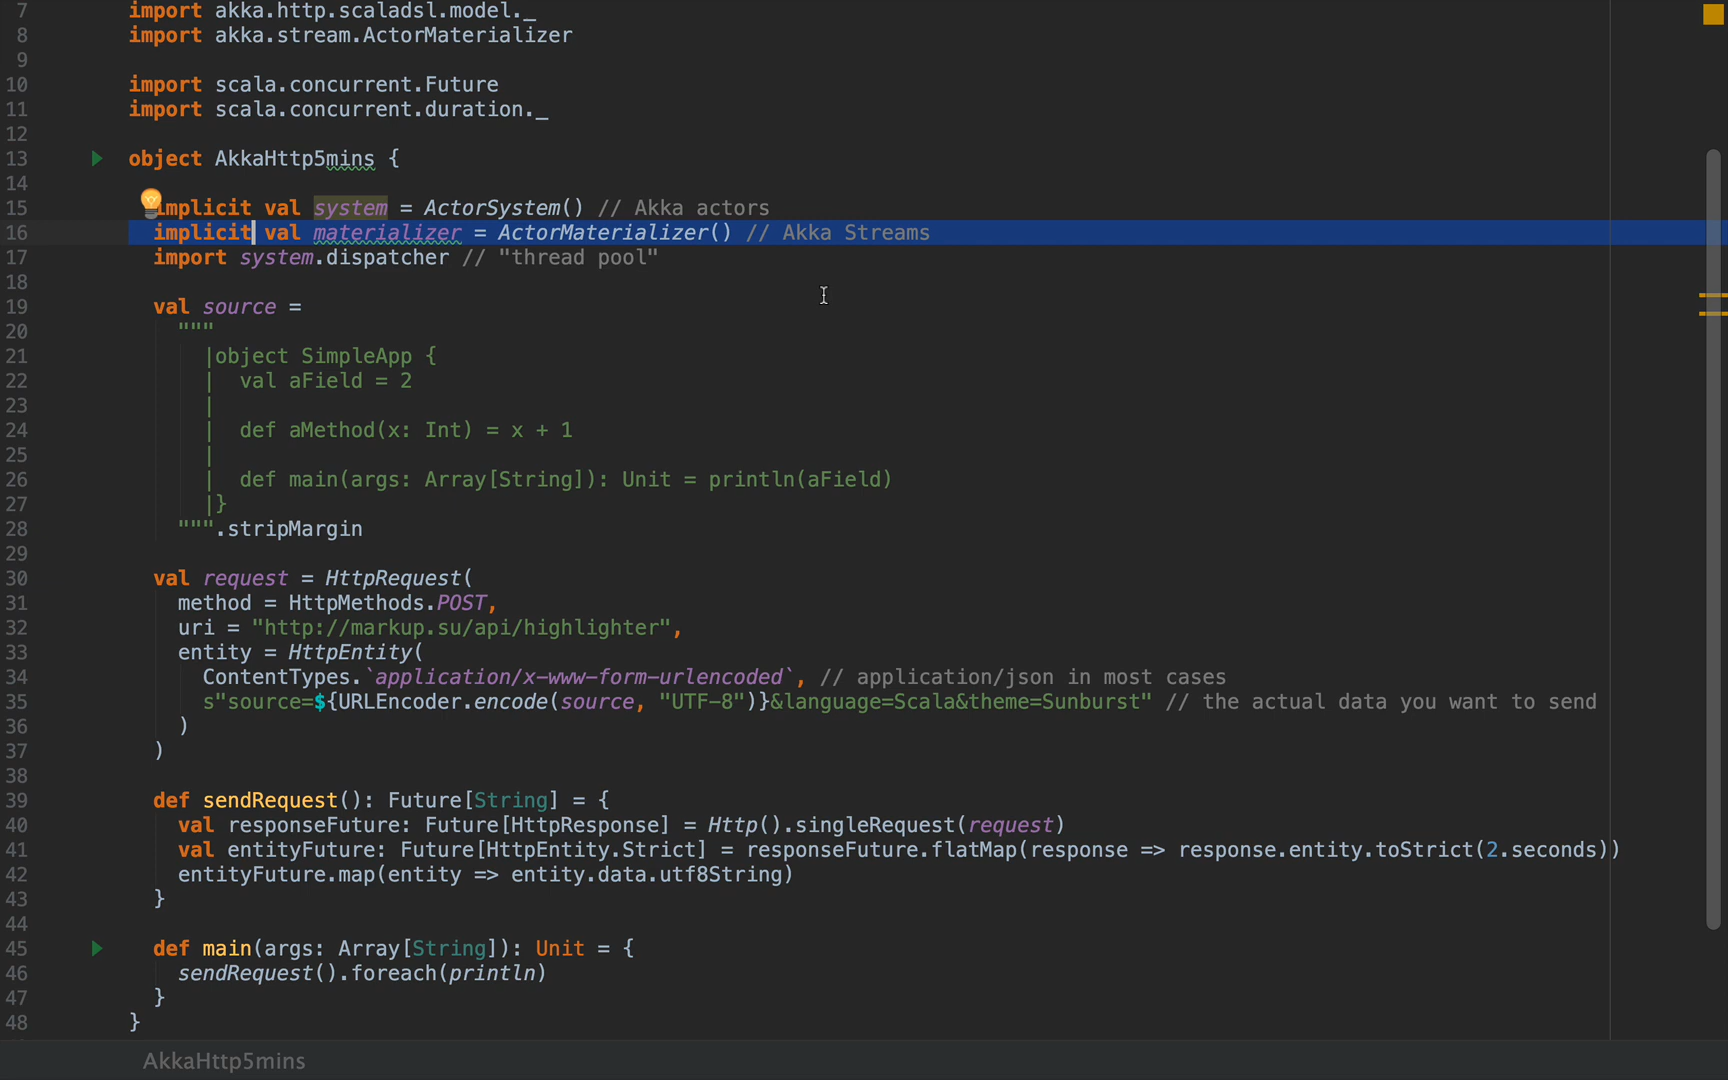 7 import akka.http.scaladsl.model._
8 import akka.stream.ActorMaterializer
9
10 import scala.concurrent.Future
11 import scala.concurrent.duration._
12
13 object AkkaHttp5mins {
14
15 implicit val system = ActorSystem() // Akka actors
16 implicit val materializer = ActorMaterializer() // Akka Streams
17 import system.dispatcher // "thread pool"
18
19 val source =
20 """
21 |object SimpleApp {
22 | val aField = 2
23 |
24 | def aMethod(x: Int) = x + 1
25 |
26 | def main(args: Array[String]): Unit = println(aField)
27 |}
28 """.stripMargin
29
30 val request = HttpRequest(
31 method = HttpMethods.POST,
32 uri = "http://markup.su/api/highlighter",
33 entity = HttpEntity(
34 ContentTypes.`application/x-www-form-urlencoded`, // application/json in most cases
35 s"source=${URLEncoder.encode(source, "UTF-8")}&language=Scala&theme=Sunburst" // the actual data you want to send
36 )
37 )
38
39 def sendRequest(): Future[String] = {
40 val responseFuture: Future[HttpResponse] = Http().singleRequest(request)
41 val entityFuture: Future[HttpEntity.Strict] = responseFuture.flatMap(response => response.entity.toStrict(2.seconds))
42 entityFuture.map(entity => entity.data.utf8String)
43 }
44
45 def main(args: Array[String]): Unit = {
46 sendRequest().foreach(println)
47 }
48 }
AkkaHttp5mins